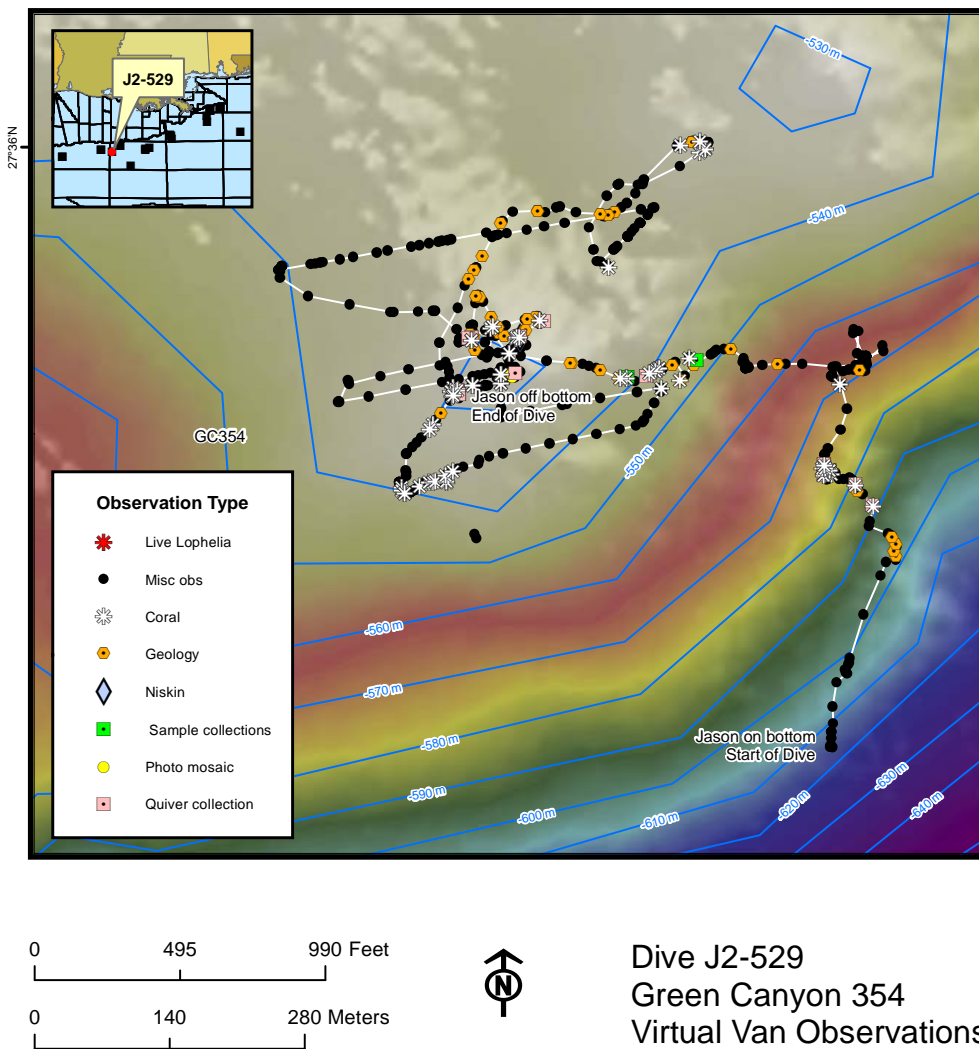 J2-529
27°36'N
-530 m
-540 m
-550 m
GC354
Jason off bottom
End of Dive
Observation Type
Live Lophelia
Misc obs
Coral
Geology
Niskin
Sample collections
Photo mosaic
Quiver collection
-560 m
-570 m
-580 m
-590 m
-600 m
-610 m
-620 m
-630 m
-640 m
Jason on bottom
Start of Dive
0 495 990 Feet
0 140 280 Meters
N
Dive J2-529
Green Canyon 354
Virtual Van Observations